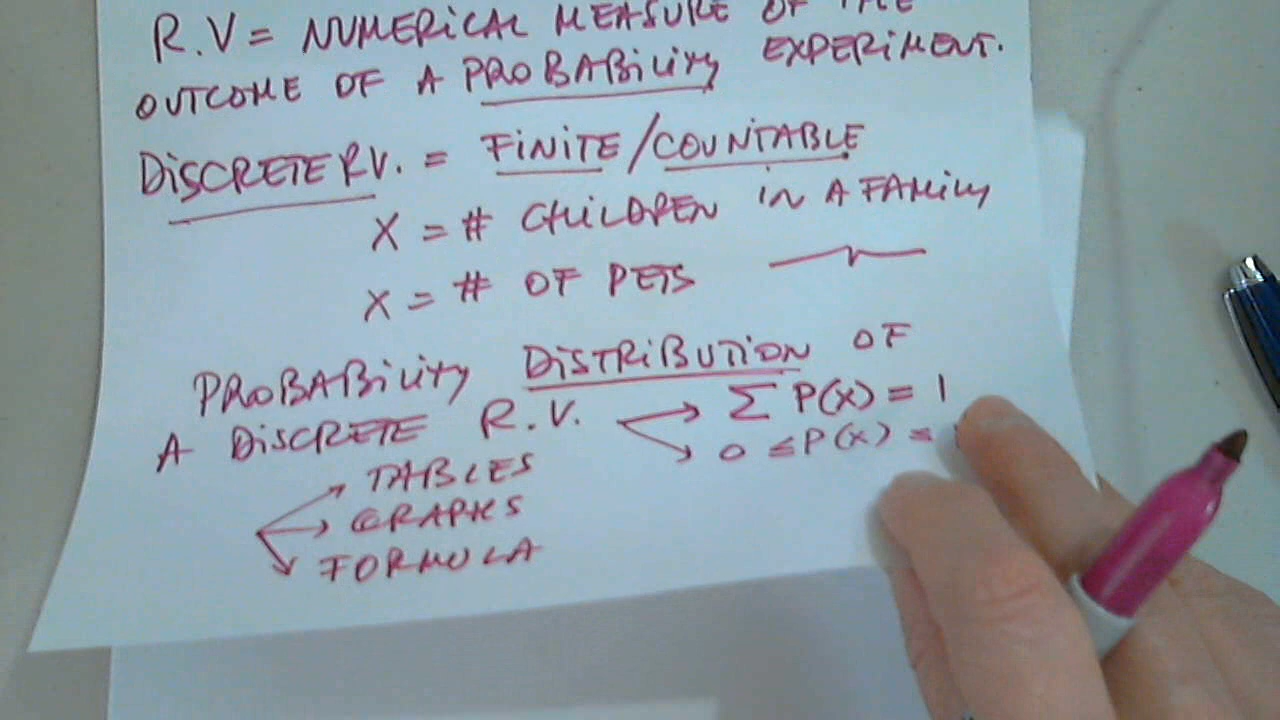 R.V = NUMERICAL MEASURE OF THE
OUTCOME OF A PROBABILITY EXPERIMENT.
DISCRETE RV. = FINITE/COUNTABLE
X = # CHILDREN IN A FAMILY
X = # OF PETS
PROBABILITY DISTRIBUTION OF
A DISCRETE R.V. → Σ P(X) = 1
→ 0 ≤ P(X) ≤
→ TABLES
→ GRAPHS
→ FORMULA